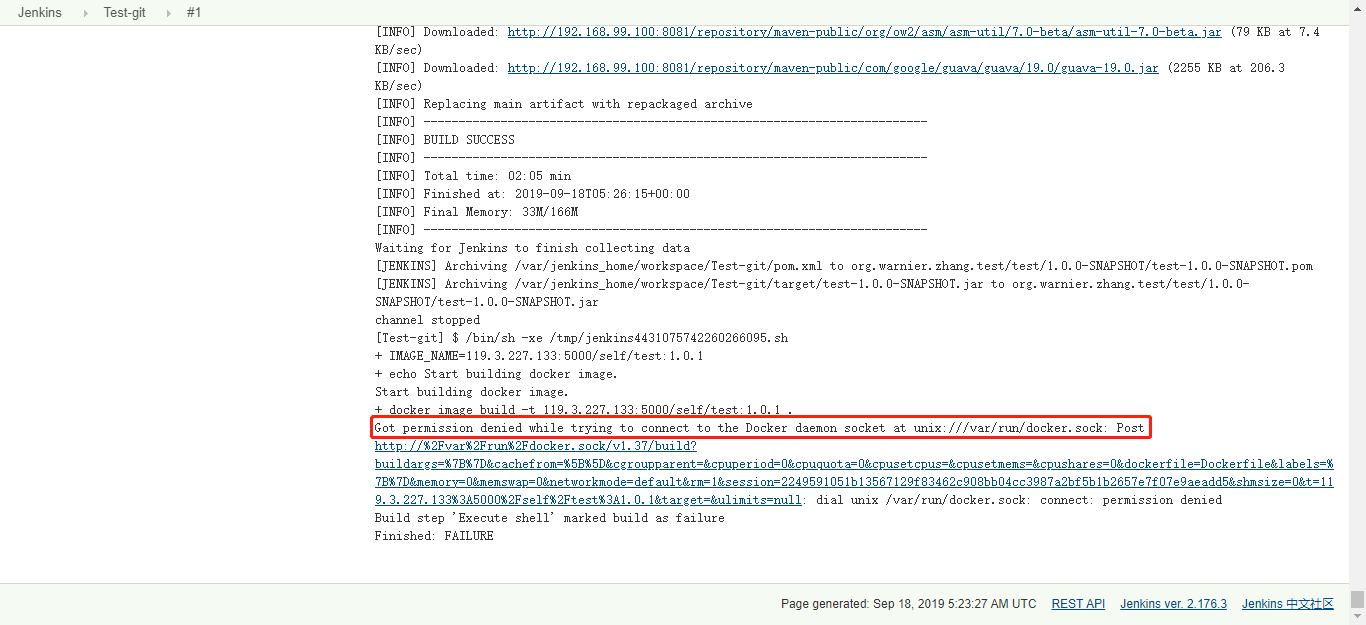 Jenkins Test-git #1
[INFO] Downloaded: http://192.168.99.100:8081/repository/maven-public/org/ow2/asm/asm-util/7.0-beta/asm-util-7.0-beta.jar (79 KB at 7.4
KB/sec)
[INFO] Downloaded: http://192.168.99.100:8081/repository/maven-public/com/google/guava/guava/19.0/guava-19.0.jar (2255 KB at 206.3
KB/sec)
[INFO] Replacing main artifact with repackaged archive
[INFO] ------------------------------------------------------------------------
[INFO] BUILD SUCCESS
[INFO] ------------------------------------------------------------------------
[INFO] Total time: 02:05 min
[INFO] Finished at: 2019-09-18T05:26:15+00:00
[INFO] Final Memory: 33M/166M
[INFO] ------------------------------------------------------------------------
Waiting for Jenkins to finish collecting data
[JENKINS] Archiving /var/jenkins_home/workspace/Test-git/pom.xml to org.warnier.zhang.test/test/1.0.0-SNAPSHOT/test-1.0.0-SNAPSHOT.pom
[JENKINS] Archiving /var/jenkins_home/workspace/Test-git/target/test-1.0.0-SNAPSHOT.jar to org.warnier.zhang.test/test/1.0.0-
SNAPSHOT/test-1.0.0-SNAPSHOT.jar
channel stopped
[Test-git] $ /bin/sh -xe /tmp/jenkins4431075742260266095.sh
+ IMAGE_NAME=119.3.227.133:5000/self/test:1.0.1
+ echo Start building docker image.
Start building docker image.
+ docker image build -t 119.3.227.133:5000/self/test:1.0.1 .
Got permission denied while trying to connect to the Docker daemon socket at unix:///var/run/docker.sock: Post
http://%2Fvar%2Frun%2Fdocker.sock/v1.37/build?
buildargs=%7B%7D&cachefrom=%5B%5D&cgroupparent=&cpuperiod=0&cpuquota=0&cpusetcpus=&cpusetmems=&cpushares=0&dockerfile=Dockerfile&labels=%
7B%7D&memory=0&memswap=0&networkmode=default&rm=1&session=2249591051b13567129f83462c908bb04cc3987a2bf5b1b2657e7f07e9aeadd5&shmsize=0&t=11
9.3.227.133%3A5000%2Fself%2Ftest%3A1.0.1&target=&ulimits=null: dial unix /var/run/docker.sock: connect: permission denied
Build step 'Execute shell' marked build as failure
Finished: FAILURE
Page generated: Sep 18, 2019 5:23:27 AM UTC REST API Jenkins ver. 2.176.3 Jenkins 中文社区